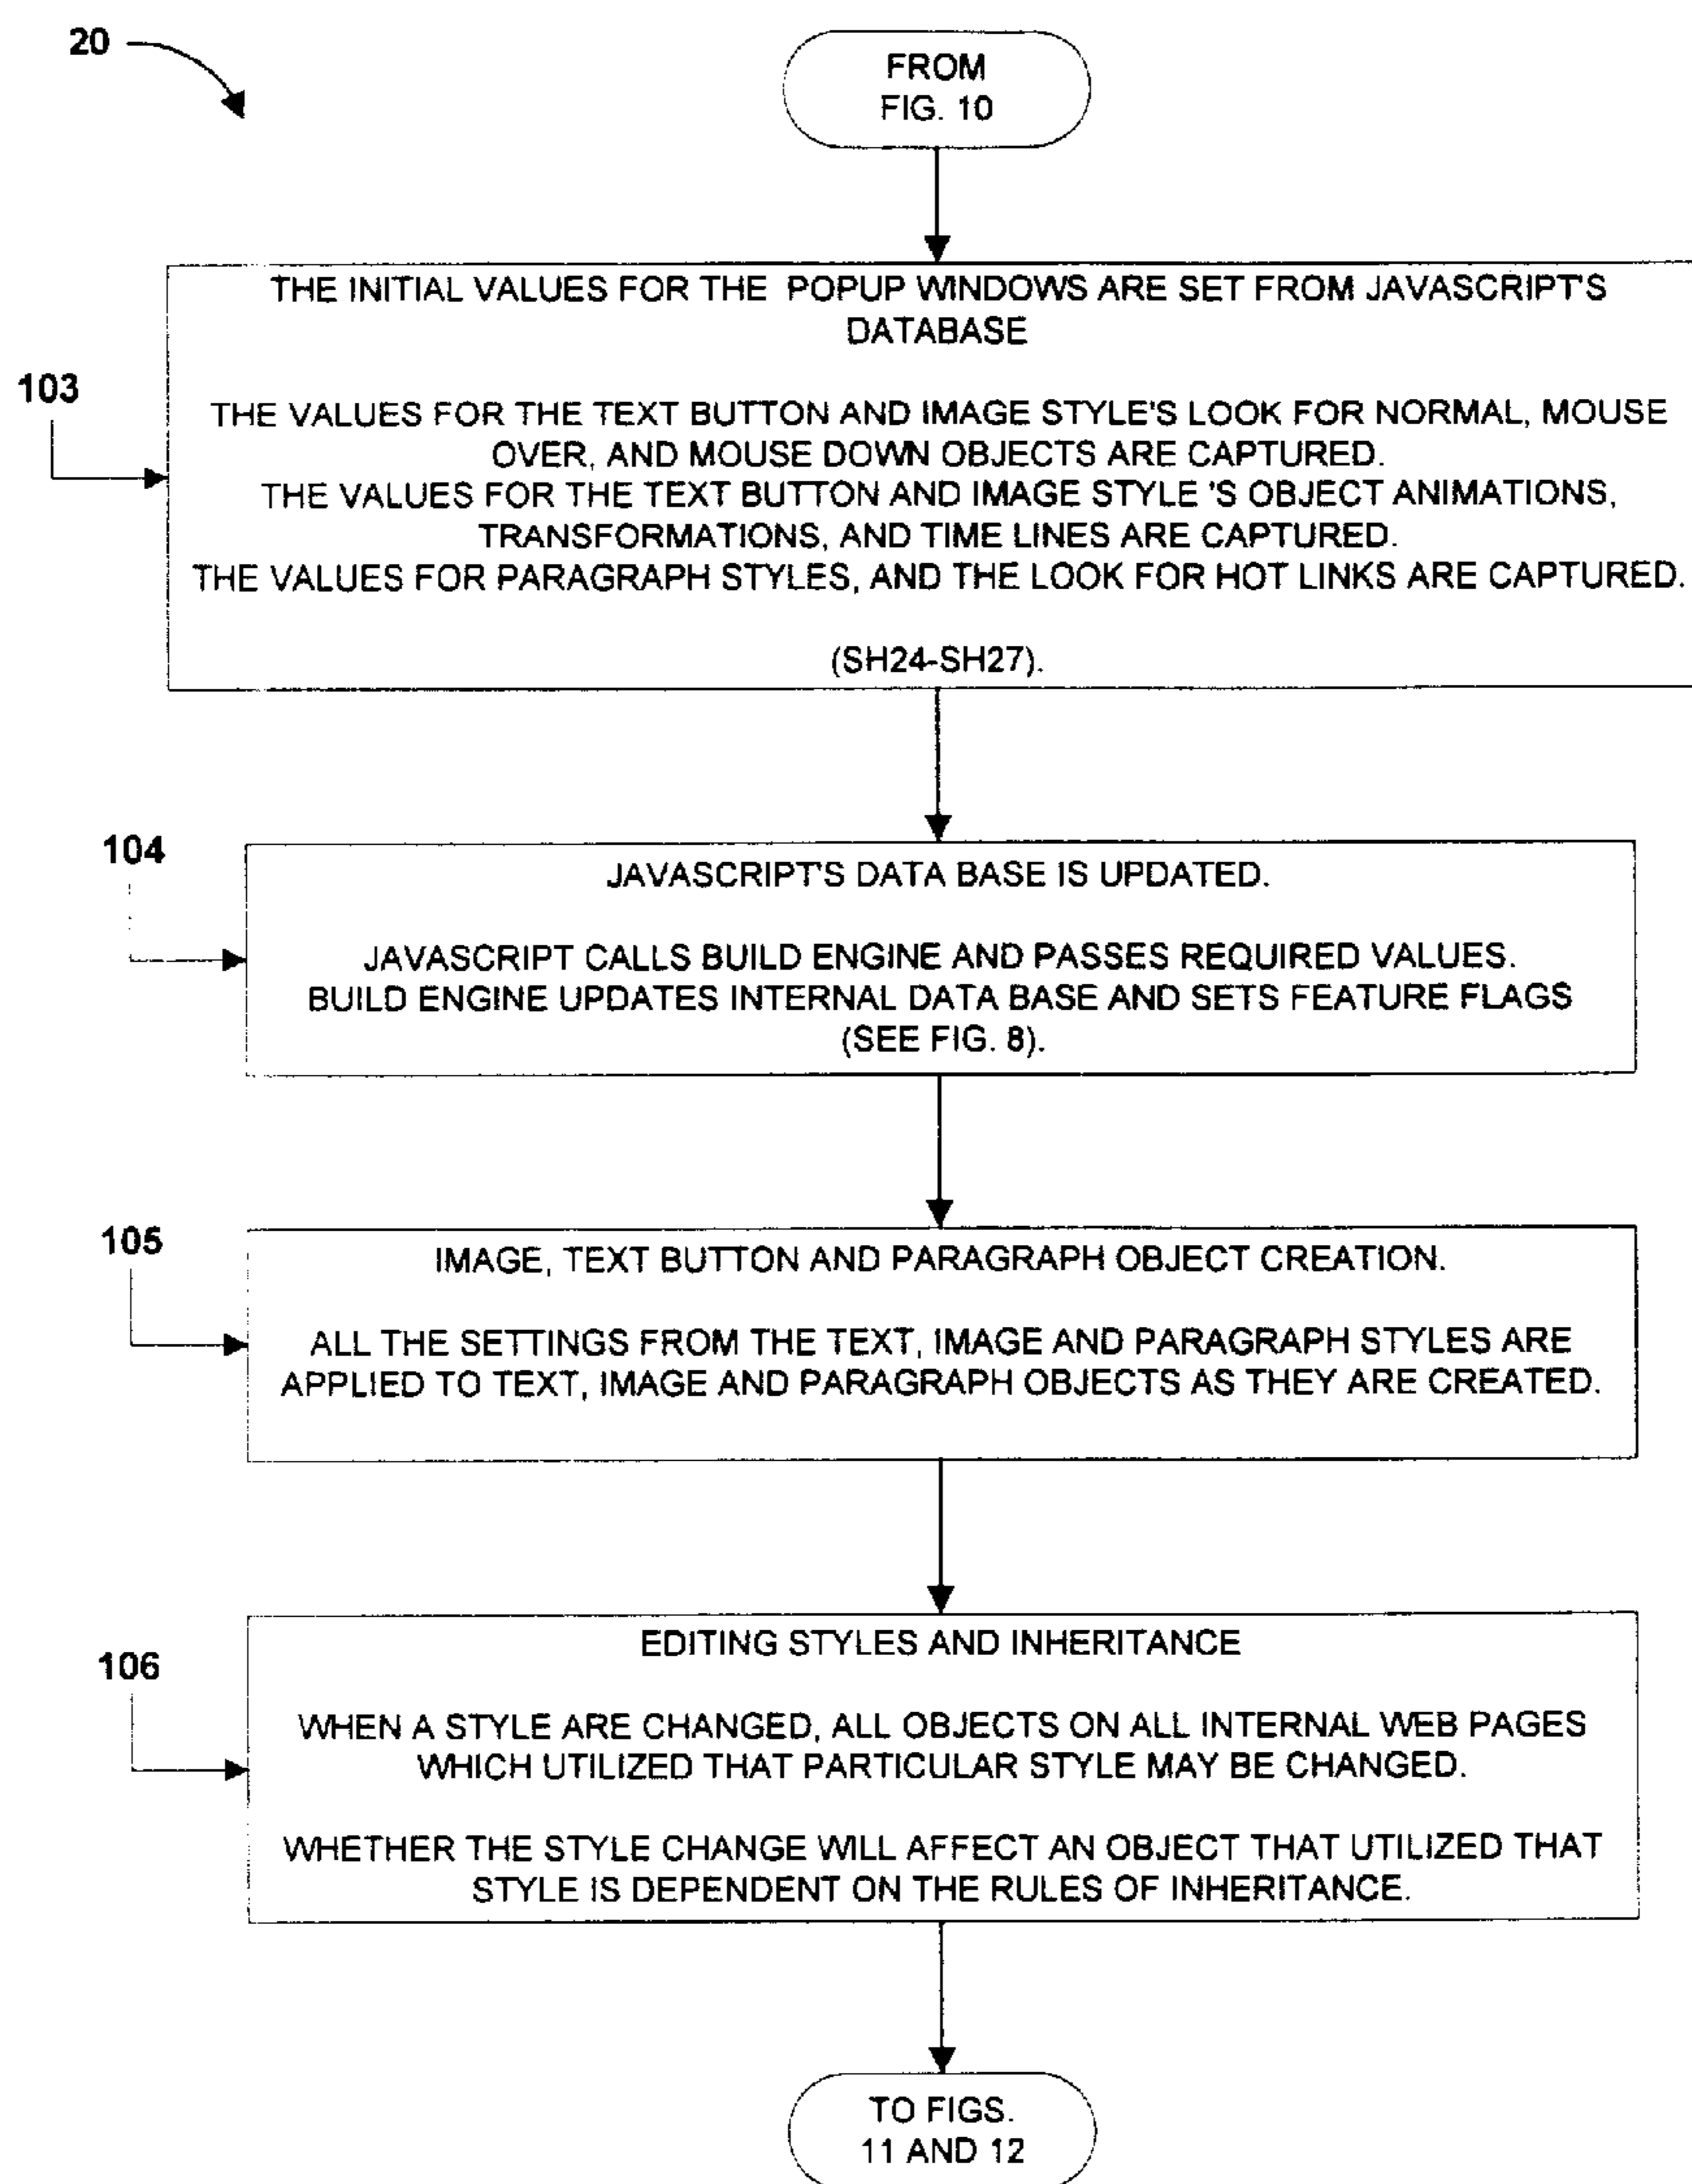 20
FROM
FIG. 10
103
THE INITIAL VALUES FOR THE POPUP WINDOWS ARE SET FROM JAVASCRIPT'S
DATABASE
THE VALUES FOR THE TEXT BUTTON AND IMAGE STYLE'S LOOK FOR NORMAL, MOUSE
OVER, AND MOUSE DOWN OBJECTS ARE CAPTURED.
THE VALUES FOR THE TEXT BUTTON AND IMAGE STYLE 'S OBJECT ANIMATIONS,
TRANSFORMATIONS, AND TIME LINES ARE CAPTURED.
THE VALUES FOR PARAGRAPH STYLES, AND THE LOOK FOR HOT LINKS ARE CAPTURED.
(SH24-SH27).
104
JAVASCRIPT'S DATA BASE IS UPDATED.
JAVASCRIPT CALLS BUILD ENGINE AND PASSES REQUIRED VALUES.
BUILD ENGINE UPDATES INTERNAL DATA BASE AND SETS FEATURE FLAGS
(SEE FIG. 8).
105
IMAGE, TEXT BUTTON AND PARAGRAPH OBJECT CREATION.
ALL THE SETTINGS FROM THE TEXT, IMAGE AND PARAGRAPH STYLES ARE
APPLIED TO TEXT, IMAGE AND PARAGRAPH OBJECTS AS THEY ARE CREATED.
106
EDITING STYLES AND INHERITANCE
WHEN A STYLE ARE CHANGED, ALL OBJECTS ON ALL INTERNAL WEB PAGES
WHICH UTILIZED THAT PARTICULAR STYLE MAY BE CHANGED.
WHETHER THE STYLE CHANGE WILL AFFECT AN OBJECT THAT UTILIZED THAT
STYLE IS DEPENDENT ON THE RULES OF INHERITANCE.
TO FIGS.
11 AND 12